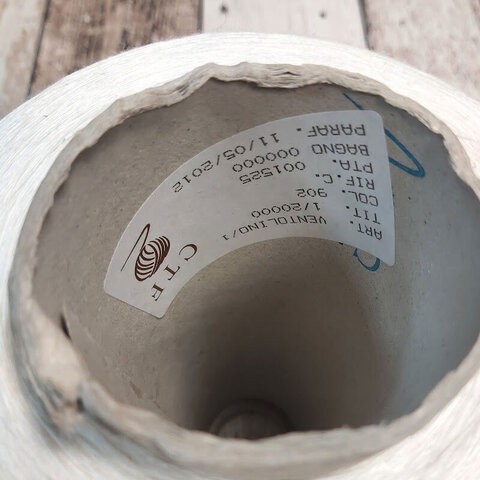 ART. VENTOLINO/1
TIT. 1/20000
COL. 902
RIF.C. 001525
PTA. 000000
BAGNO
PARAF. 11/05/2012
CTF